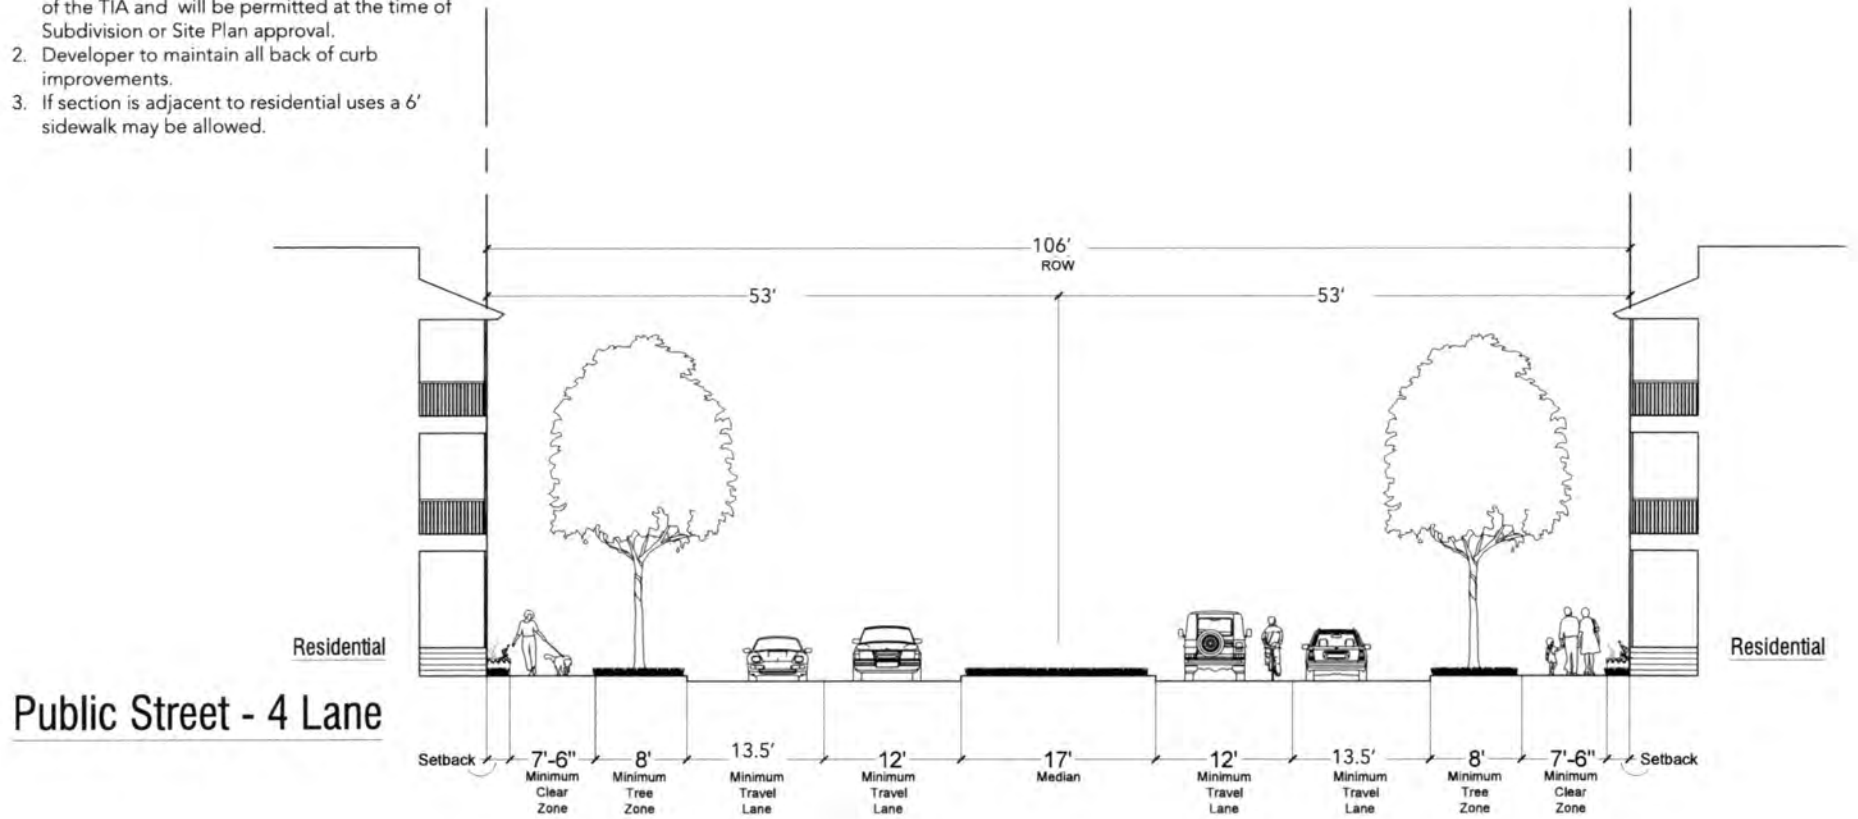 of the TIA and will be permitted at the time of
Subdivision or Site Plan approval.
2. Developer to maintain all back of curb
improvements.
3. If section is adjacent to residential uses a 6'
sidewalk may be allowed.
106'
ROW
53'
53'
Residential
Residential
Public Street - 4 Lane
Setback
7'-6"
Minimum
Clear
Zone
8'
Minimum
Tree
Zone
13.5'
Minimum
Travel
Lane
12'
Minimum
Travel
Lane
17'
Median
12'
Minimum
Travel
Lane
13.5'
Minimum
Travel
Lane
8'
Minimum
Tree
Zone
7'-6"
Minimum
Clear
Zone
Setback